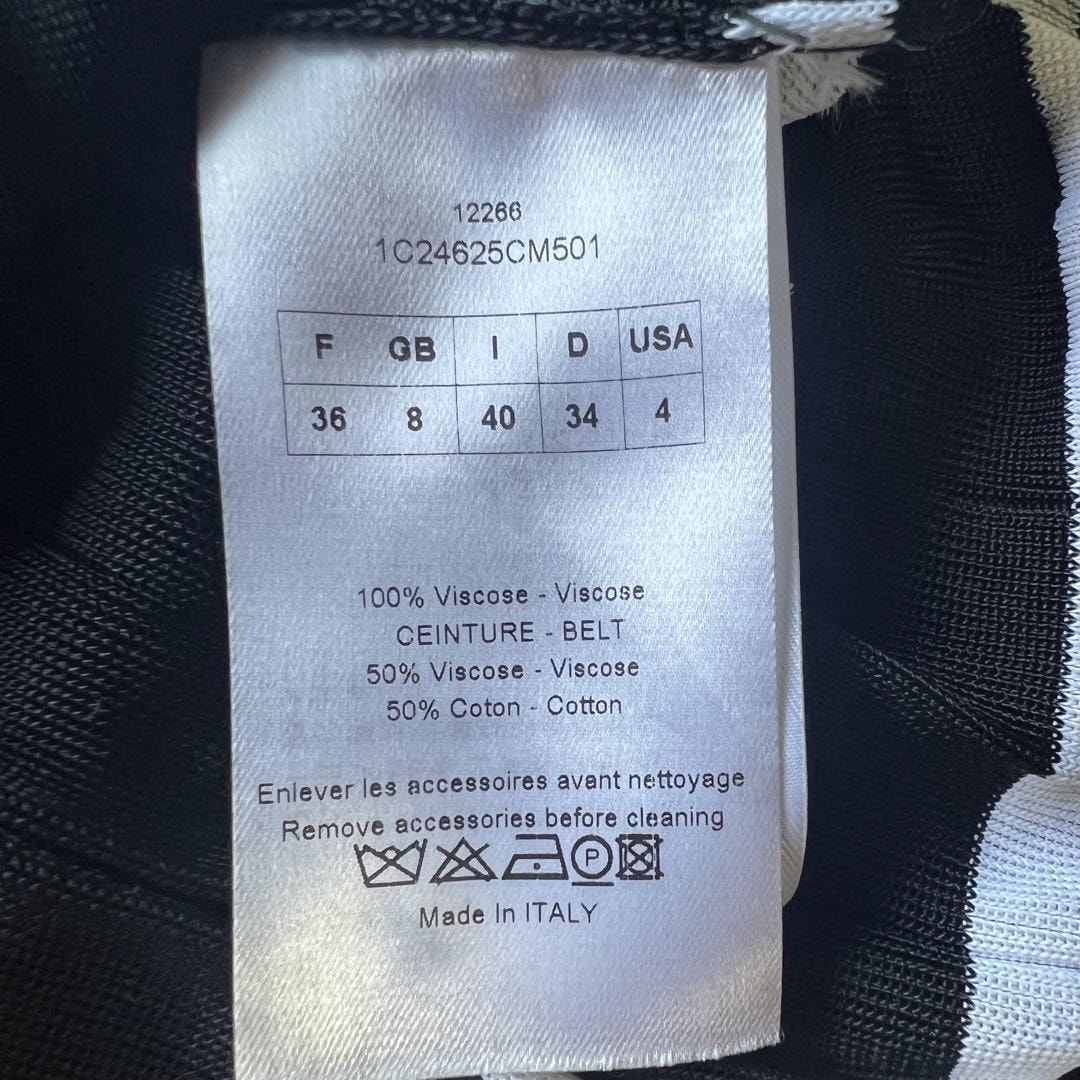 12266
1C24625CM501
F GB I D USA
36 8 40 34 4
100% Viscose - Viscose
CEINTURE - BELT
50% Viscose - Viscose
50% Coton - Cotton
Enlever les accessoires avant nettoyage
Remove accessories before cleaning
P
Made In ITALY